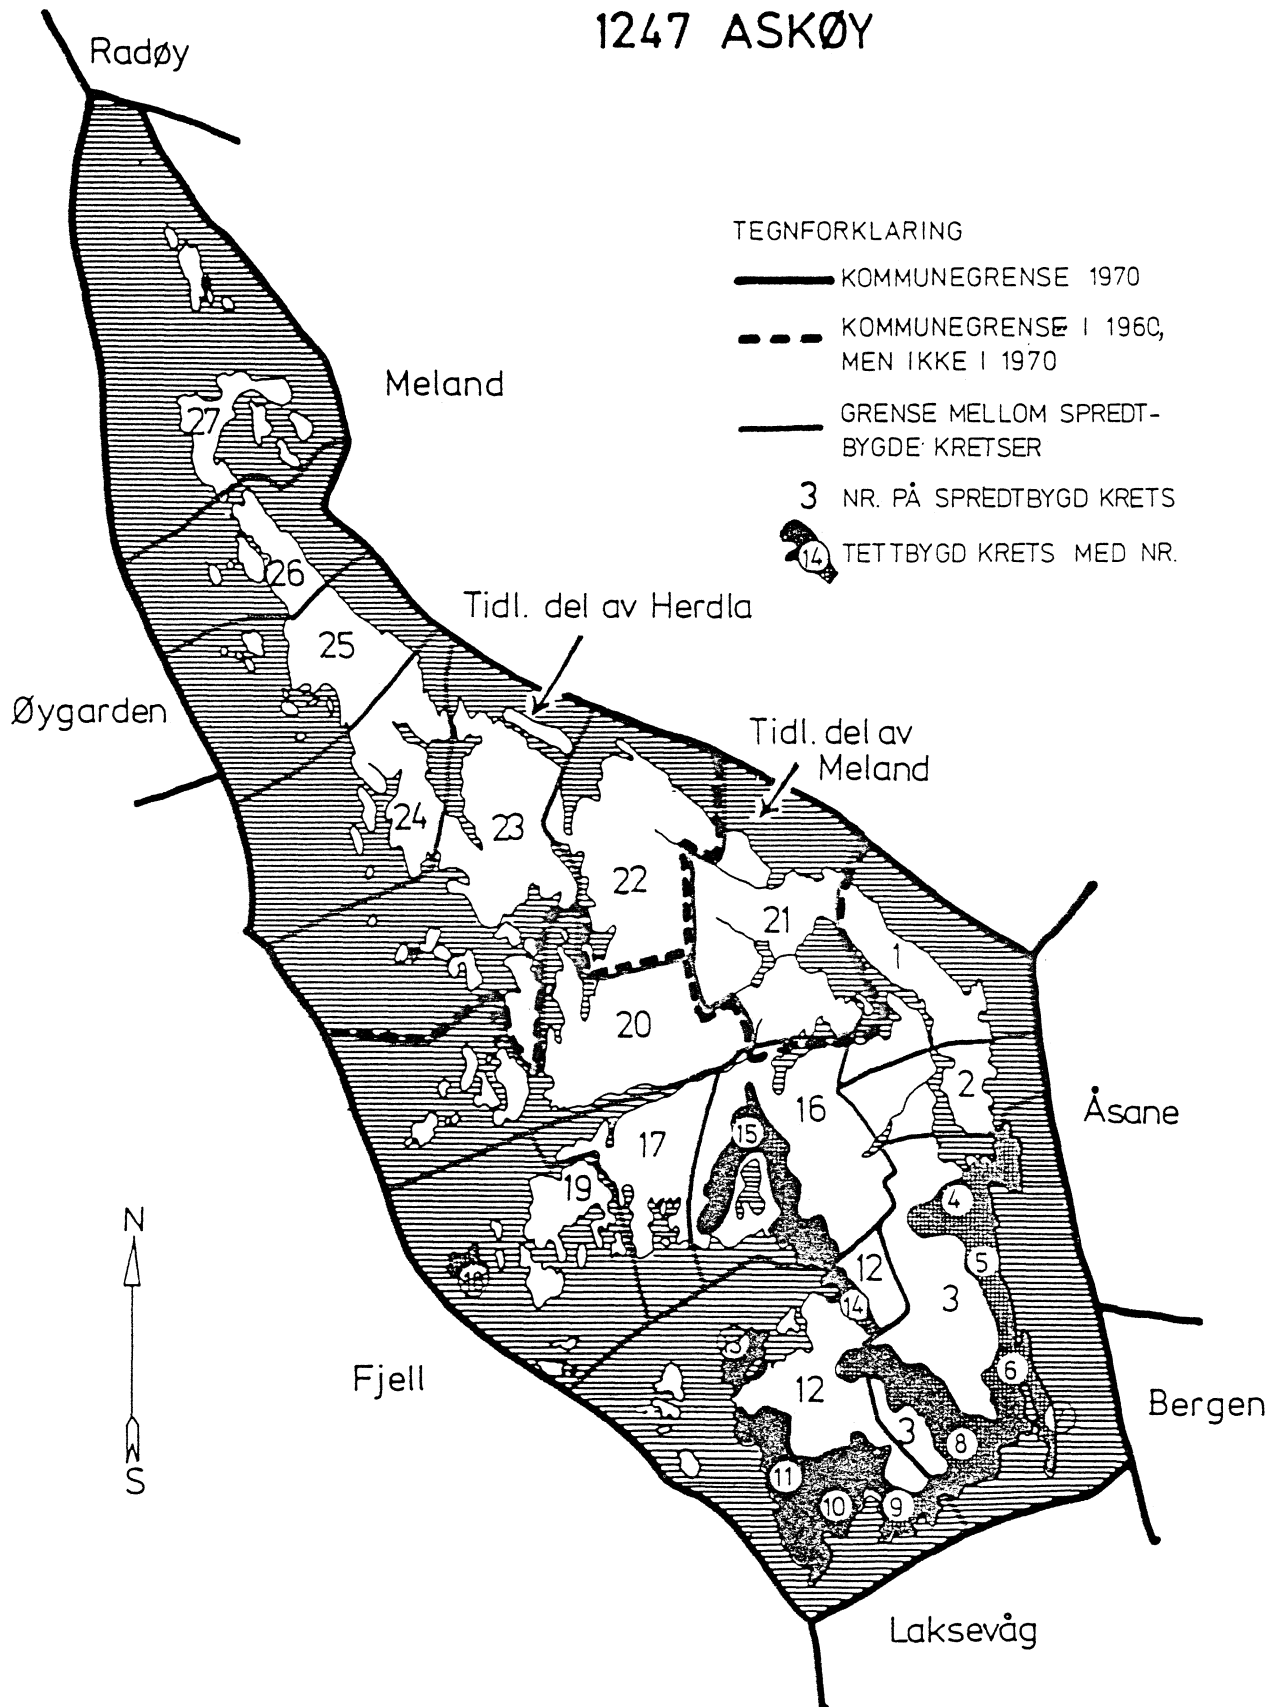 1247 ASKØY
Radøy
TEGNFORKLARING
KOMMUNEGRENSE 1970
KOMMUNEGRENSE I 1960,
MEN IKKE I 1970
GRENSE MELLOM SPREDT-
BYGDE KRETSER
3 NR. PÅ SPREDTBYGD KRETS
14 TETTBYGD KRETS MED NR.
Meland
27
26
Tidl. del av Herdla
25
Øygarden
Tidl. del av
Meland
24
23
22
21
1
20
2
16
Åsane
15
17
19
4
N
12
5
3
14
6
Fjell
12
Bergen
3
8
11
S
10
9
Laksevåg